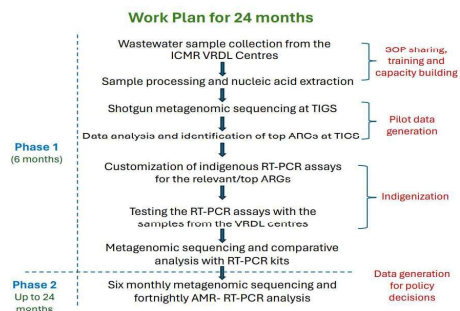 Work Plan for 24 months
Wastewater sample collection from the
ICMR VRDL Centres
SOP sharing,
training and
capacity building
Sample processing and nucleic acid extraction
Shotgun metagenomic sequencing at TIGS
Pilot data
generation
Data analysis and identification of top ARGs at TIGS
Phase 1
(6 months)
Customization of indigenous RT-PCR assays
for the relevant/top ARGs
Indigenization
Testing the RT-PCR assays with the
samples from the VRDL centres
Metagenomic sequencing and comparative
analysis with RT-PCR kits
Phase 2
Up to 24
months
Six monthly metagenomic sequencing and
fortnightly AMR- RT-PCR analysis
Data generation
for policy
decisions